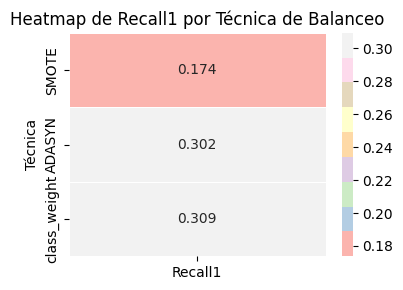 Heatmap de Recall1 por Técnica de Balanceo
Técnica
SMOTE
ADASYN
class_weight
0.174
0.302
0.309
Recall1
0.30
0.28
0.26
0.24
0.22
0.20
0.18